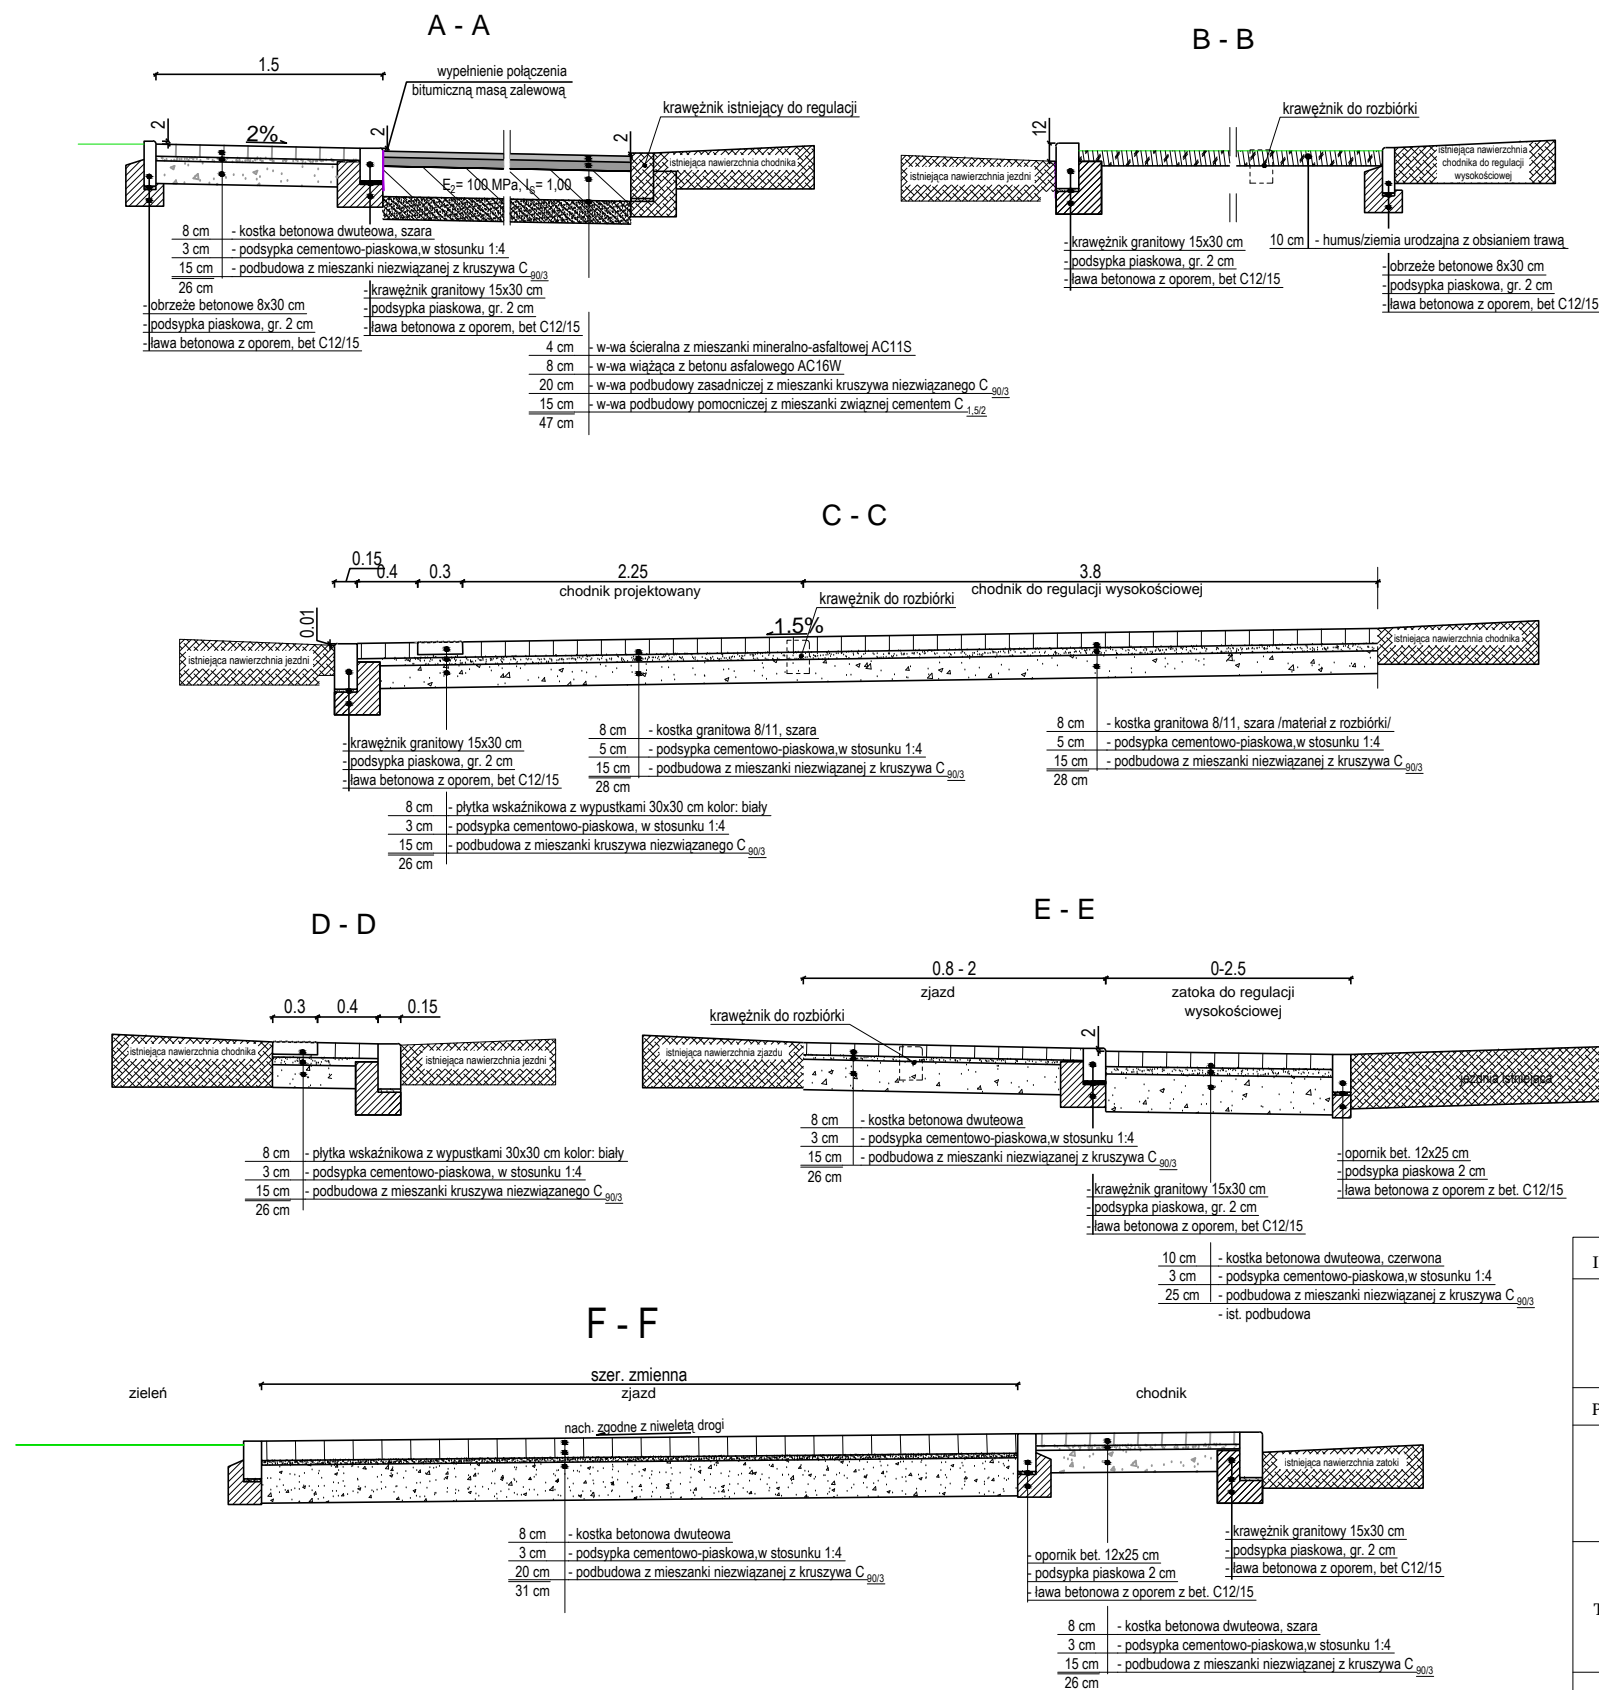 A - A
1.5
wypełnienie połączenia
bitumiczną masą zalewową
krawężnik istniejący do regulacji
2
2%
2
2
istniejąca nawierzchnia chodnika
E2= 100 MPa, IS= 1,00
8 cm - kostka betonowa dwuteowa, szara
3 cm - podsypka cementowo-piaskowa,w stosunku 1:4
15 cm - podbudowa z mieszanki niezwiązanej z kruszywa C 90/3
26 cm
- obrzeże betonowe 8x30 cm
- podsypka piaskowa, gr. 2 cm
- ława betonowa z oporem, bet C12/15
- krawężnik granitowy 15x30 cm
- podsypka piaskowa, gr. 2 cm
- ława betonowa z oporem, bet C12/15
4 cm - w-wa ścieralna z mieszanki mineralno-asfaltowej AC11S
8 cm - w-wa wiążąca z betonu asfalowego AC16W
20 cm - w-wa podbudowy zasadniczej z mieszanki kruszywa niezwiązanego C 90/3
15 cm - w-wa podbudowy pomocniczej z mieszanki związnej cementem C 1,5/2
47 cm
B - B
12
krawężnik do rozbiórki
istniejąca nawierzchnia jezdni
istniejąca nawierzchnia
chodnika do regulacji
wysokościowej
- krawężnik granitowy 15x30 cm
- podsypka piaskowa, gr. 2 cm
- ława betonowa z oporem, bet C12/15
10 cm - humus/ziemia urodzajna z obsianiem trawą
- obrzeże betonowe 8x30 cm
- podsypka piaskowa, gr. 2 cm
- ława betonowa z oporem, bet C12/15
C - C
0.15
0.4
0.3
2.25
3.8
chodnik projektowany
chodnik do regulacji wysokościowej
krawężnik do rozbiórki
0.01
1.5%
istniejąca nawierzchnia jezdni
istniejąca nawierzchnia chodnika
- krawężnik granitowy 15x30 cm
- podsypka piaskowa, gr. 2 cm
- ława betonowa z oporem, bet C12/15
8 cm - kostka granitowa 8/11, szara
5 cm - podsypka cementowo-piaskowa,w stosunku 1:4
15 cm - podbudowa z mieszanki niezwiązanej z kruszywa C 90/3
28 cm
8 cm - kostka granitowa 8/11, szara /materiał z rozbiórki/
5 cm - podsypka cementowo-piaskowa,w stosunku 1:4
15 cm - podbudowa z mieszanki niezwiązanej z kruszywa C 90/3
28 cm
8 cm - płytka wskaźnikowa z wypustkami 30x30 cm kolor: biały
3 cm - podsypka cementowo-piaskowa, w stosunku 1:4
15 cm - podbudowa z mieszanki kruszywa niezwiązanego C 90/3
26 cm
D - D
0.3
0.4
0.15
istniejąca nawierzchnia chodnika
istniejąca nawierzchnia jezdni
8 cm - płytka wskaźnikowa z wypustkami 30x30 cm kolor: biały
3 cm - podsypka cementowo-piaskowa, w stosunku 1:4
15 cm - podbudowa z mieszanki kruszywa niezwiązanego C 90/3
26 cm
E - E
0.8 - 2
zjazd
0-2.5
zatoka do regulacji
wysokościowej
krawężnik do rozbiórki
2
istniejąca nawierzchnia zjazdu
jezdnia istniejąca
8 cm - kostka betonowa dwuteowa
3 cm - podsypka cementowo-piaskowa,w stosunku 1:4
15 cm - podbudowa z mieszanki niezwiązanej z kruszywa C 90/3
26 cm
- krawężnik granitowy 15x30 cm
- podsypka piaskowa, gr. 2 cm
- ława betonowa z oporem, bet C12/15
- opornik bet. 12x25 cm
- podsypka piaskowa 2 cm
- ława betonowa z oporem z bet. C12/15
10 cm - kostka betonowa dwuteowa, czerwona
3 cm - podsypka cementowo-piaskowa,w stosunku 1:4
25 cm - podbudowa z mieszanki niezwiązanej z kruszywa C 90/3
- ist. podbudowa
F - F
zieleń
szer. zmienna
zjazd
chodnik
nach. zgodne z niweletą drogi
istniejąca nawierzchnia zatoki
8 cm - kostka betonowa dwuteowa
3 cm - podsypka cementowo-piaskowa,w stosunku 1:4
20 cm - podbudowa z mieszanki niezwiązanej z kruszywa C 90/3
31 cm
- opornik bet. 12x25 cm
- podsypka piaskowa 2 cm
- ława betonowa z oporem z bet. C12/15
- krawężnik granitowy 15x30 cm
- podsypka piaskowa, gr. 2 cm
- ława betonowa z oporem, bet C12/15
8 cm - kostka betonowa dwuteowa, szara
3 cm - podsypka cementowo-piaskowa,w stosunku 1:4
15 cm - podbudowa z mieszanki niezwiązanej z kruszywa C 90/3
26 cm